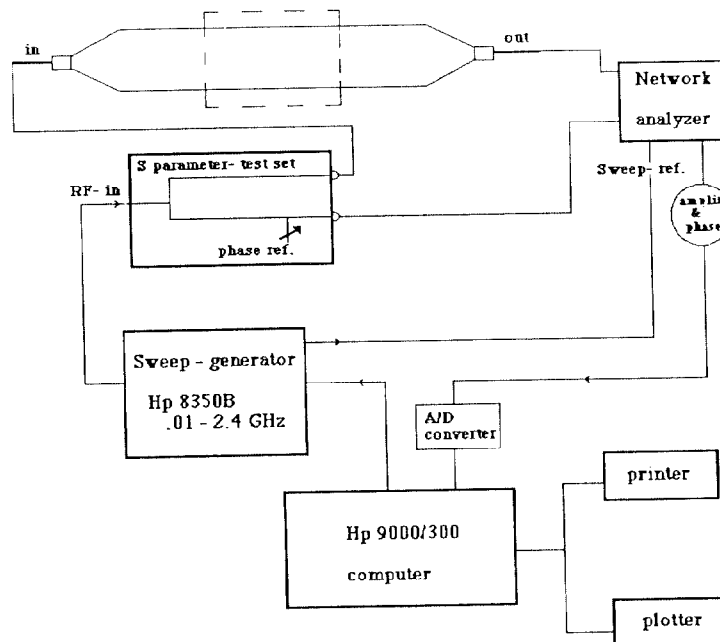 in
out
Network
analyzer
S parameter- test set
RF- in
phase ref.
Sweep- ref.
&
phase
Sweep - generator
Hp 8350B
.01 - 2.4 GHz
A/D
converter
Hp 9000/300
computer
printer
plotter